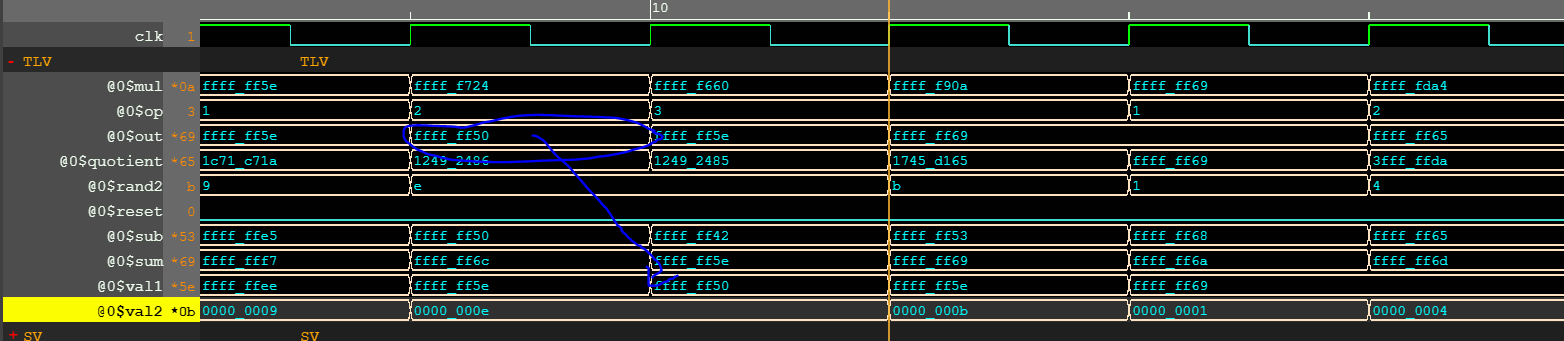 10
clk 1
- TLV TLV
@0$mul *0a ffff_ff5e ffff_f724 ffff_f660 ffff_f90a ffff_ff69 ffff_fda4
@0$op 3 1 2 3 1 2
@0$out *69 ffff_ff5e ffff_ff50 ffff_ff5e ffff_ff69 ffff_ff65
@0$quotient *65 1c71_c71a 1249_2486 1249_2485 1745_d165 ffff_ff69 3fff_ffda
@0$rand2 b 9 e b 1 4
@0$reset 0
@0$sub *53 ffff_ffe5 ffff_ff50 ffff_ff42 ffff_ff53 ffff_ff68 ffff_ff65
@0$sum *69 ffff_fff7 ffff_ff6c ffff_ff5e ffff_ff69 ffff_ff6a ffff_ff6d
@0$val1 *5e ffff_ffee ffff_ff5e ffff_ff50 ffff_ff5e ffff_ff69
@0$val2 *0b 0000_0009 0000_000e 0000_000b 0000_0001 0000_0004
+ SV SV